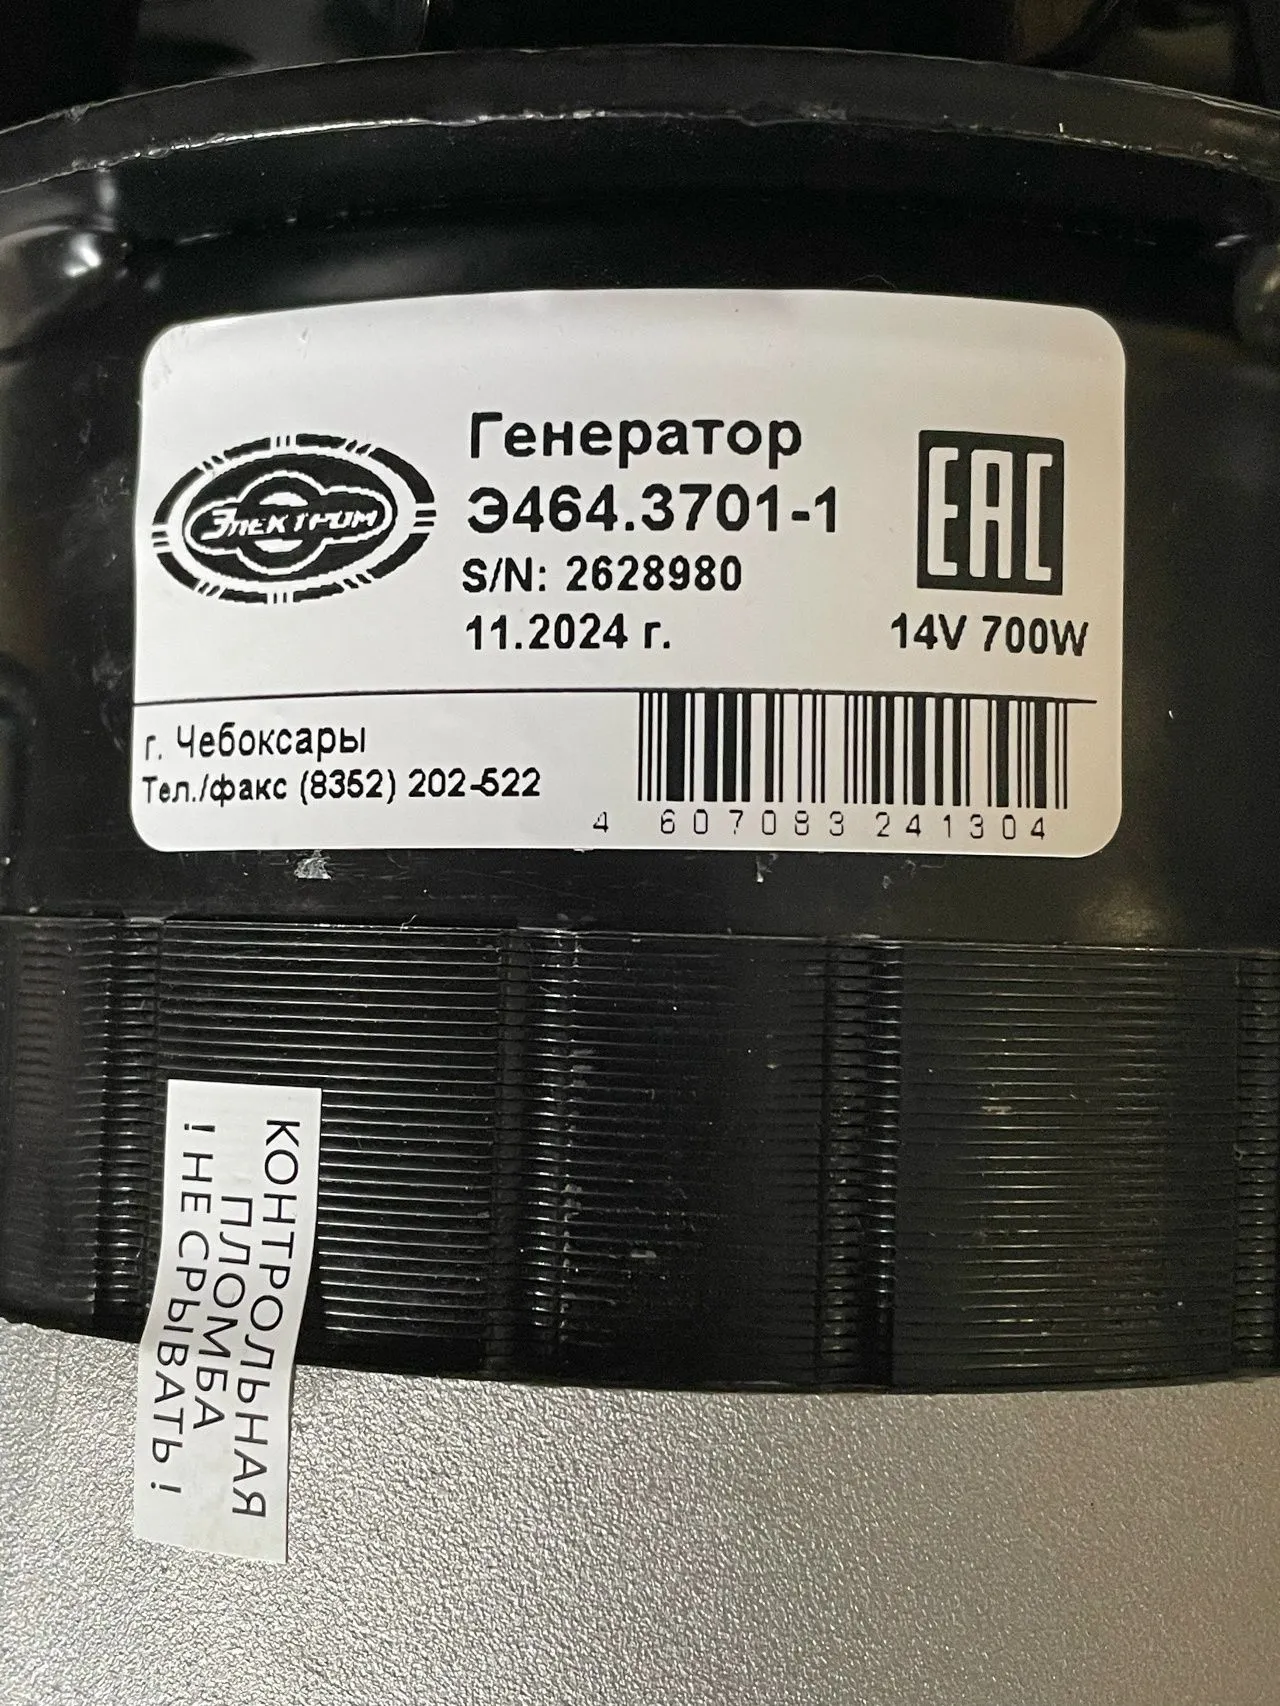 Электром
Генератор
Э464.3701-1
S/N: 2628980
11.2024 г.
EAC
14V 700W
г. Чебоксары
Тел./факс (8352) 202-522
4 607083 241304
КОНТРОЛЬНАЯ
ПЛОМБА
! НЕ СРЫВАТЬ !